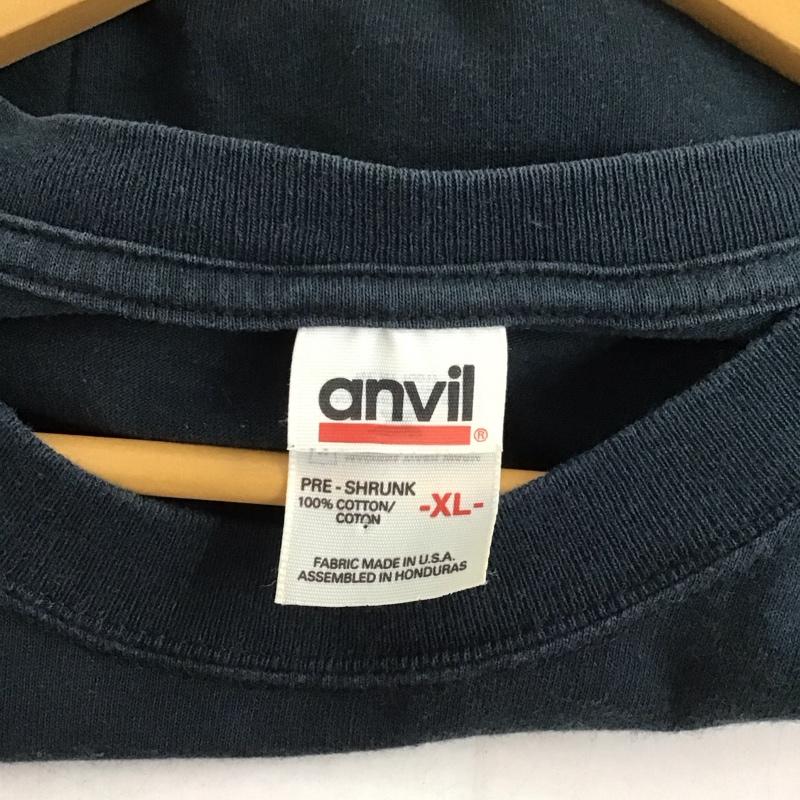 anvil
®
PRE - SHRUNK
100% COTTON/
COTON
-XL-
FABRIC MADE IN U.S.A.
ASSEMBLED IN HONDURAS